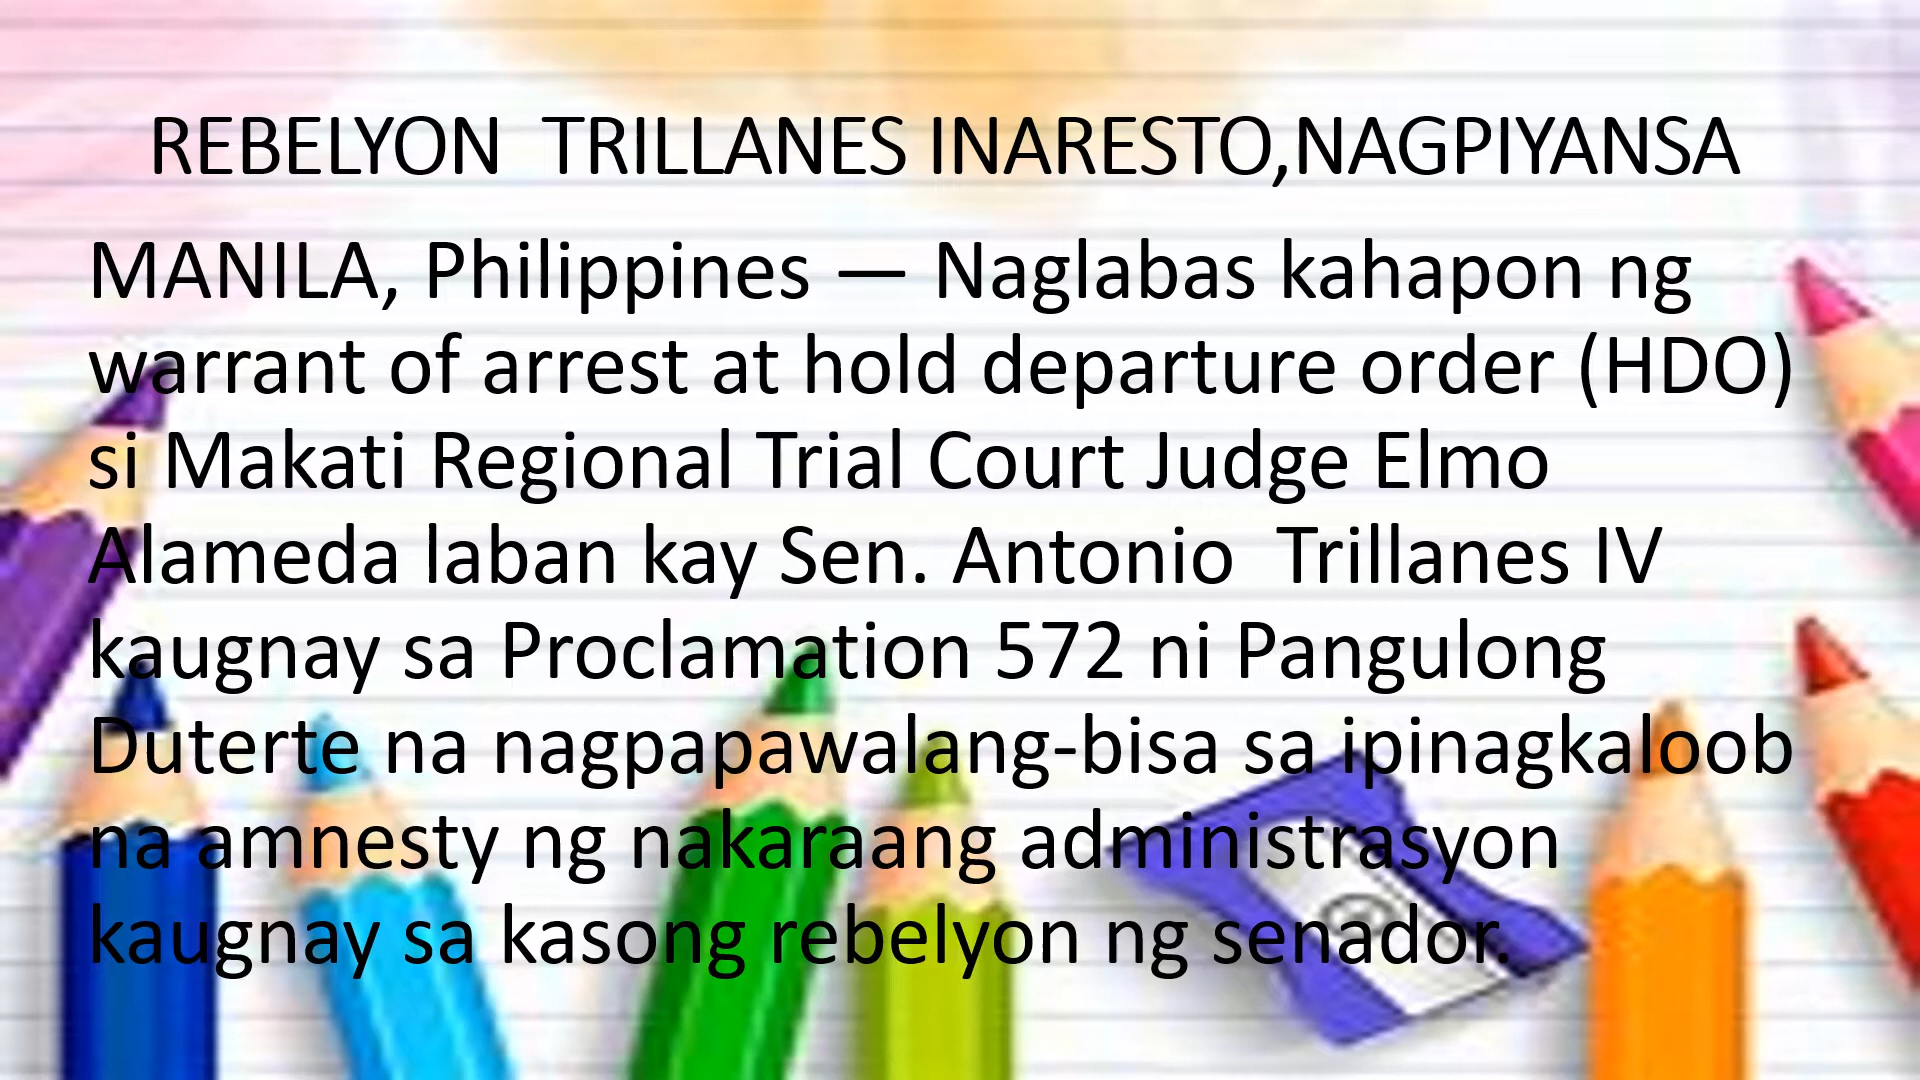 REBELYON  TRILLANES INARESTO,NAGPIYANSA
MANILA, Philippines — Naglabas kahapon ng
warrant of arrest at hold departure order (HDO)
si Makati Regional Trial Court Judge Elmo
Alameda laban kay Sen. Antonio  Trillanes IV
kaugnay sa Proclamation 572 ni Pangulong
Duterte na nagpapawalang-bisa sa ipinagkaloob
na amnesty ng nakaraang administrasyon
kaugnay sa kasong rebelyon ng senador.